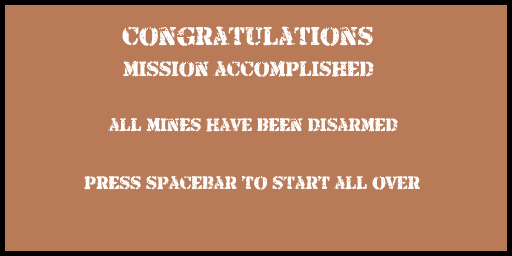 CONGRATULATIONS
MISSION ACCOMPLISHED
ALL MINES HAVE BEEN DISARMED
PRESS SPACEBAR TO START ALL OVER